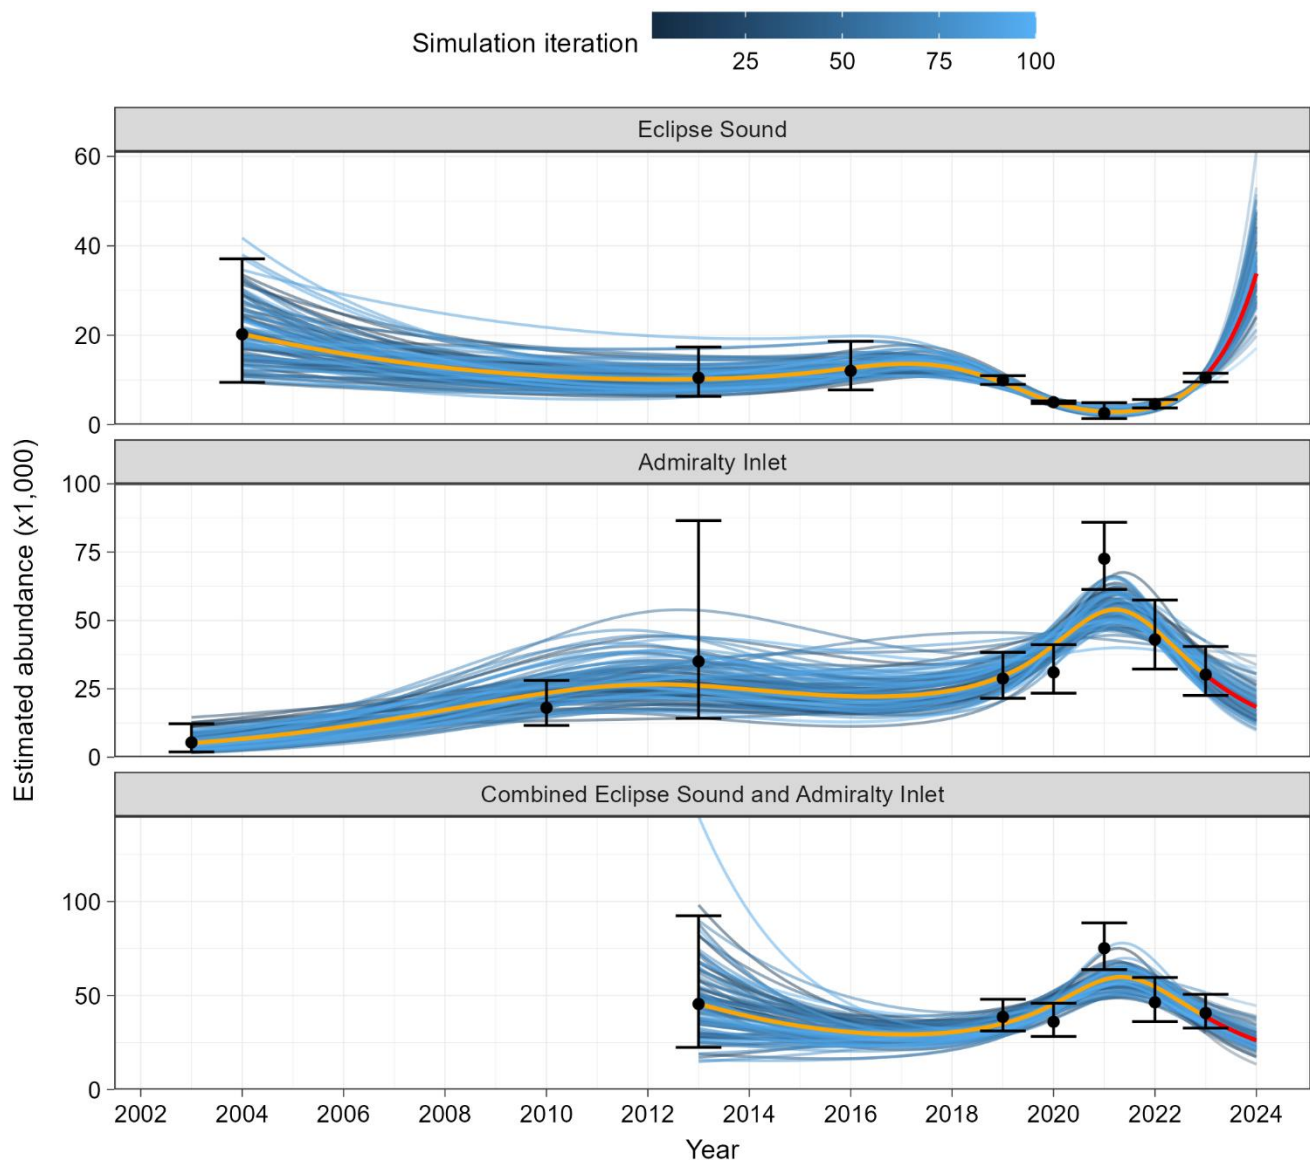 Simulation iteration
25 50 75 100
Eclipse Sound
60
40
20
0
Admiralty Inlet
100
75
50
25
0
Combined Eclipse Sound and Admiralty Inlet
100
50
0
Estimated abundance (x1,000)
2002 2004 2006 2008 2010 2012 2014 2016 2018 2020 2022 2024
Year